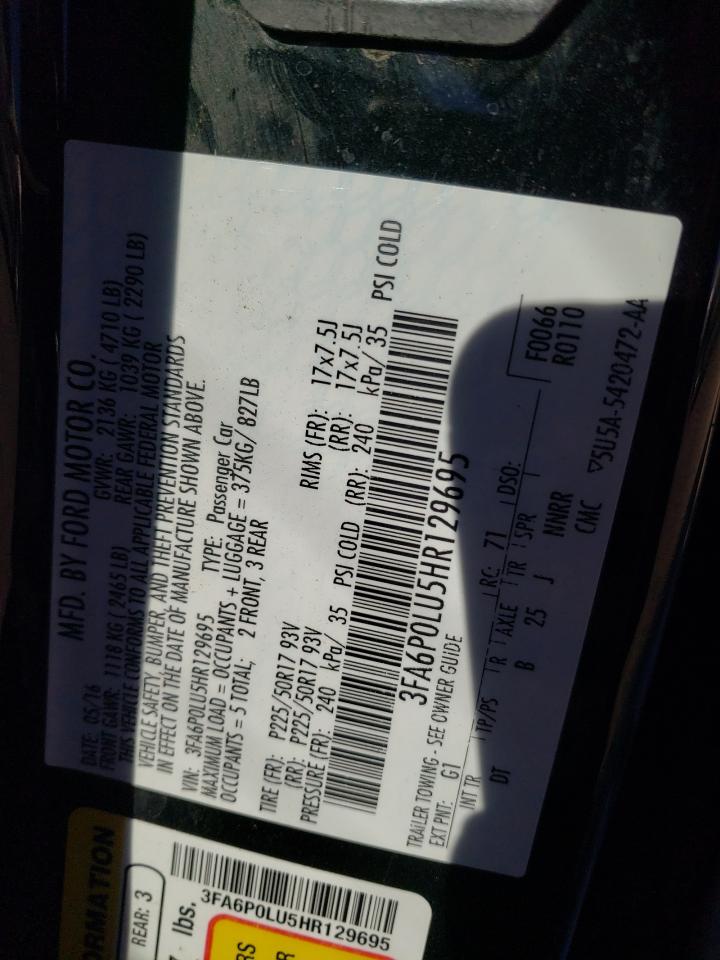 MFD. BY FORD MOTOR CO.
DATE: 05/16 GVWR: 2136 KG ( 4710 LB)
FRONT GAWR: 1118 KG ( 2465 LB) REAR GAWR: 1039 KG ( 2290 LB)
THIS VEHICLE CONFORMS TO ALL APPLICABLE FEDERAL MOTOR
VEHICLE SAFETY, BUMPER, AND THEFT PREVENTION STANDARDS
IN EFFECT ON THE DATE OF MANUFACTURE SHOWN ABOVE.
VIN: 3FA6P0LU5HR129695 TYPE: Passenger Car
MAXIMUM LOAD = OCCUPANTS + LUGGAGE = 375KG/ 827LB
OCCUPANTS = 5 TOTAL; 2 FRONT, 3 REAR
TIRE (FR): P225/50R17 93V RIMS (FR): 17x7.5J
(RR): P225/50R17 93V (RR): 17x7.5J
PRESSURE (FR): 240 kPa/ 35 PSI COLD (RR): 240 kPa/ 35 PSI COLD
3FA6P0LU5HR129695
TRAILER TOWING - SEE OWNER GUIDE
EXT PNT: G1 RC: 71 DSO:
INT TR TP/PS R AXLE TR SPR
DT B 25 J NNRR
F0066
R0110
CMC ▽5U5A-5420472-AA
ORMATION
REAR: 3
lbs.
3FA6P0LU5HR129695
RS
R